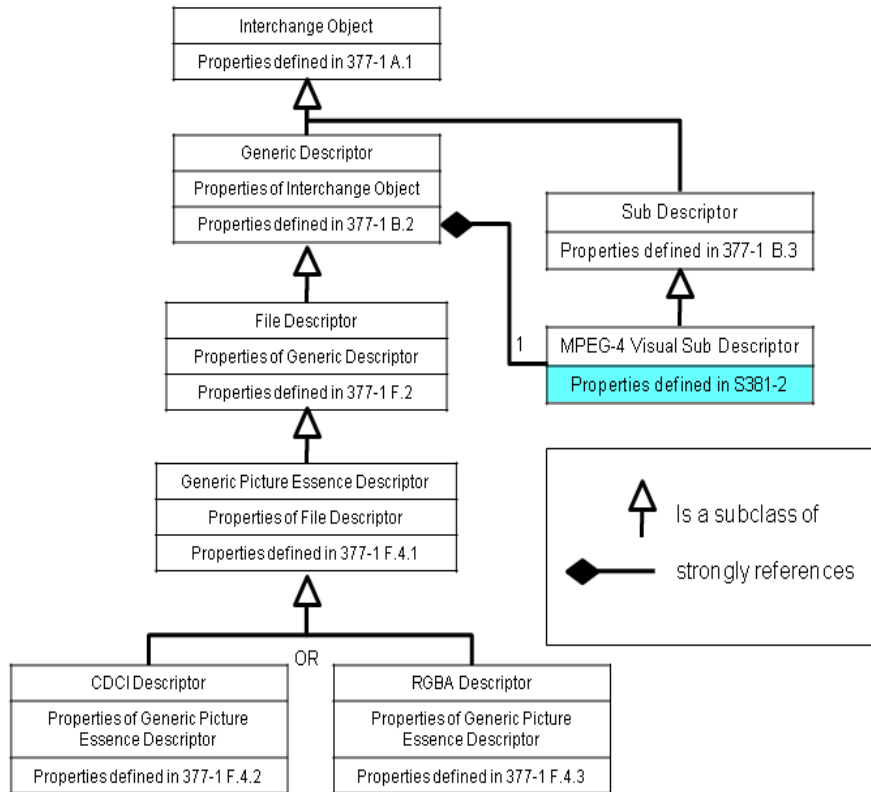 Interchange Object
Properties defined in 377-1 A.1
Generic Descriptor
Properties of Interchange Object
Properties defined in 377-1 B.2
Sub Descriptor
Properties defined in 377-1 B.3
File Descriptor
Properties of Generic Descriptor
Properties defined in 377-1 F.2
1
MPEG-4 Visual Sub Descriptor
Properties defined in S381-2
Generic Picture Essence Descriptor
Properties of File Descriptor
Properties defined in 377-1 F.4.1
Is a subclass of
strongly references
OR
CDCI Descriptor
Properties of Generic Picture
Essence Descriptor
Properties defined in 377-1 F.4.2
RGBA Descriptor
Properties of Generic Picture
Essence Descriptor
Properties defined in 377-1 F.4.3